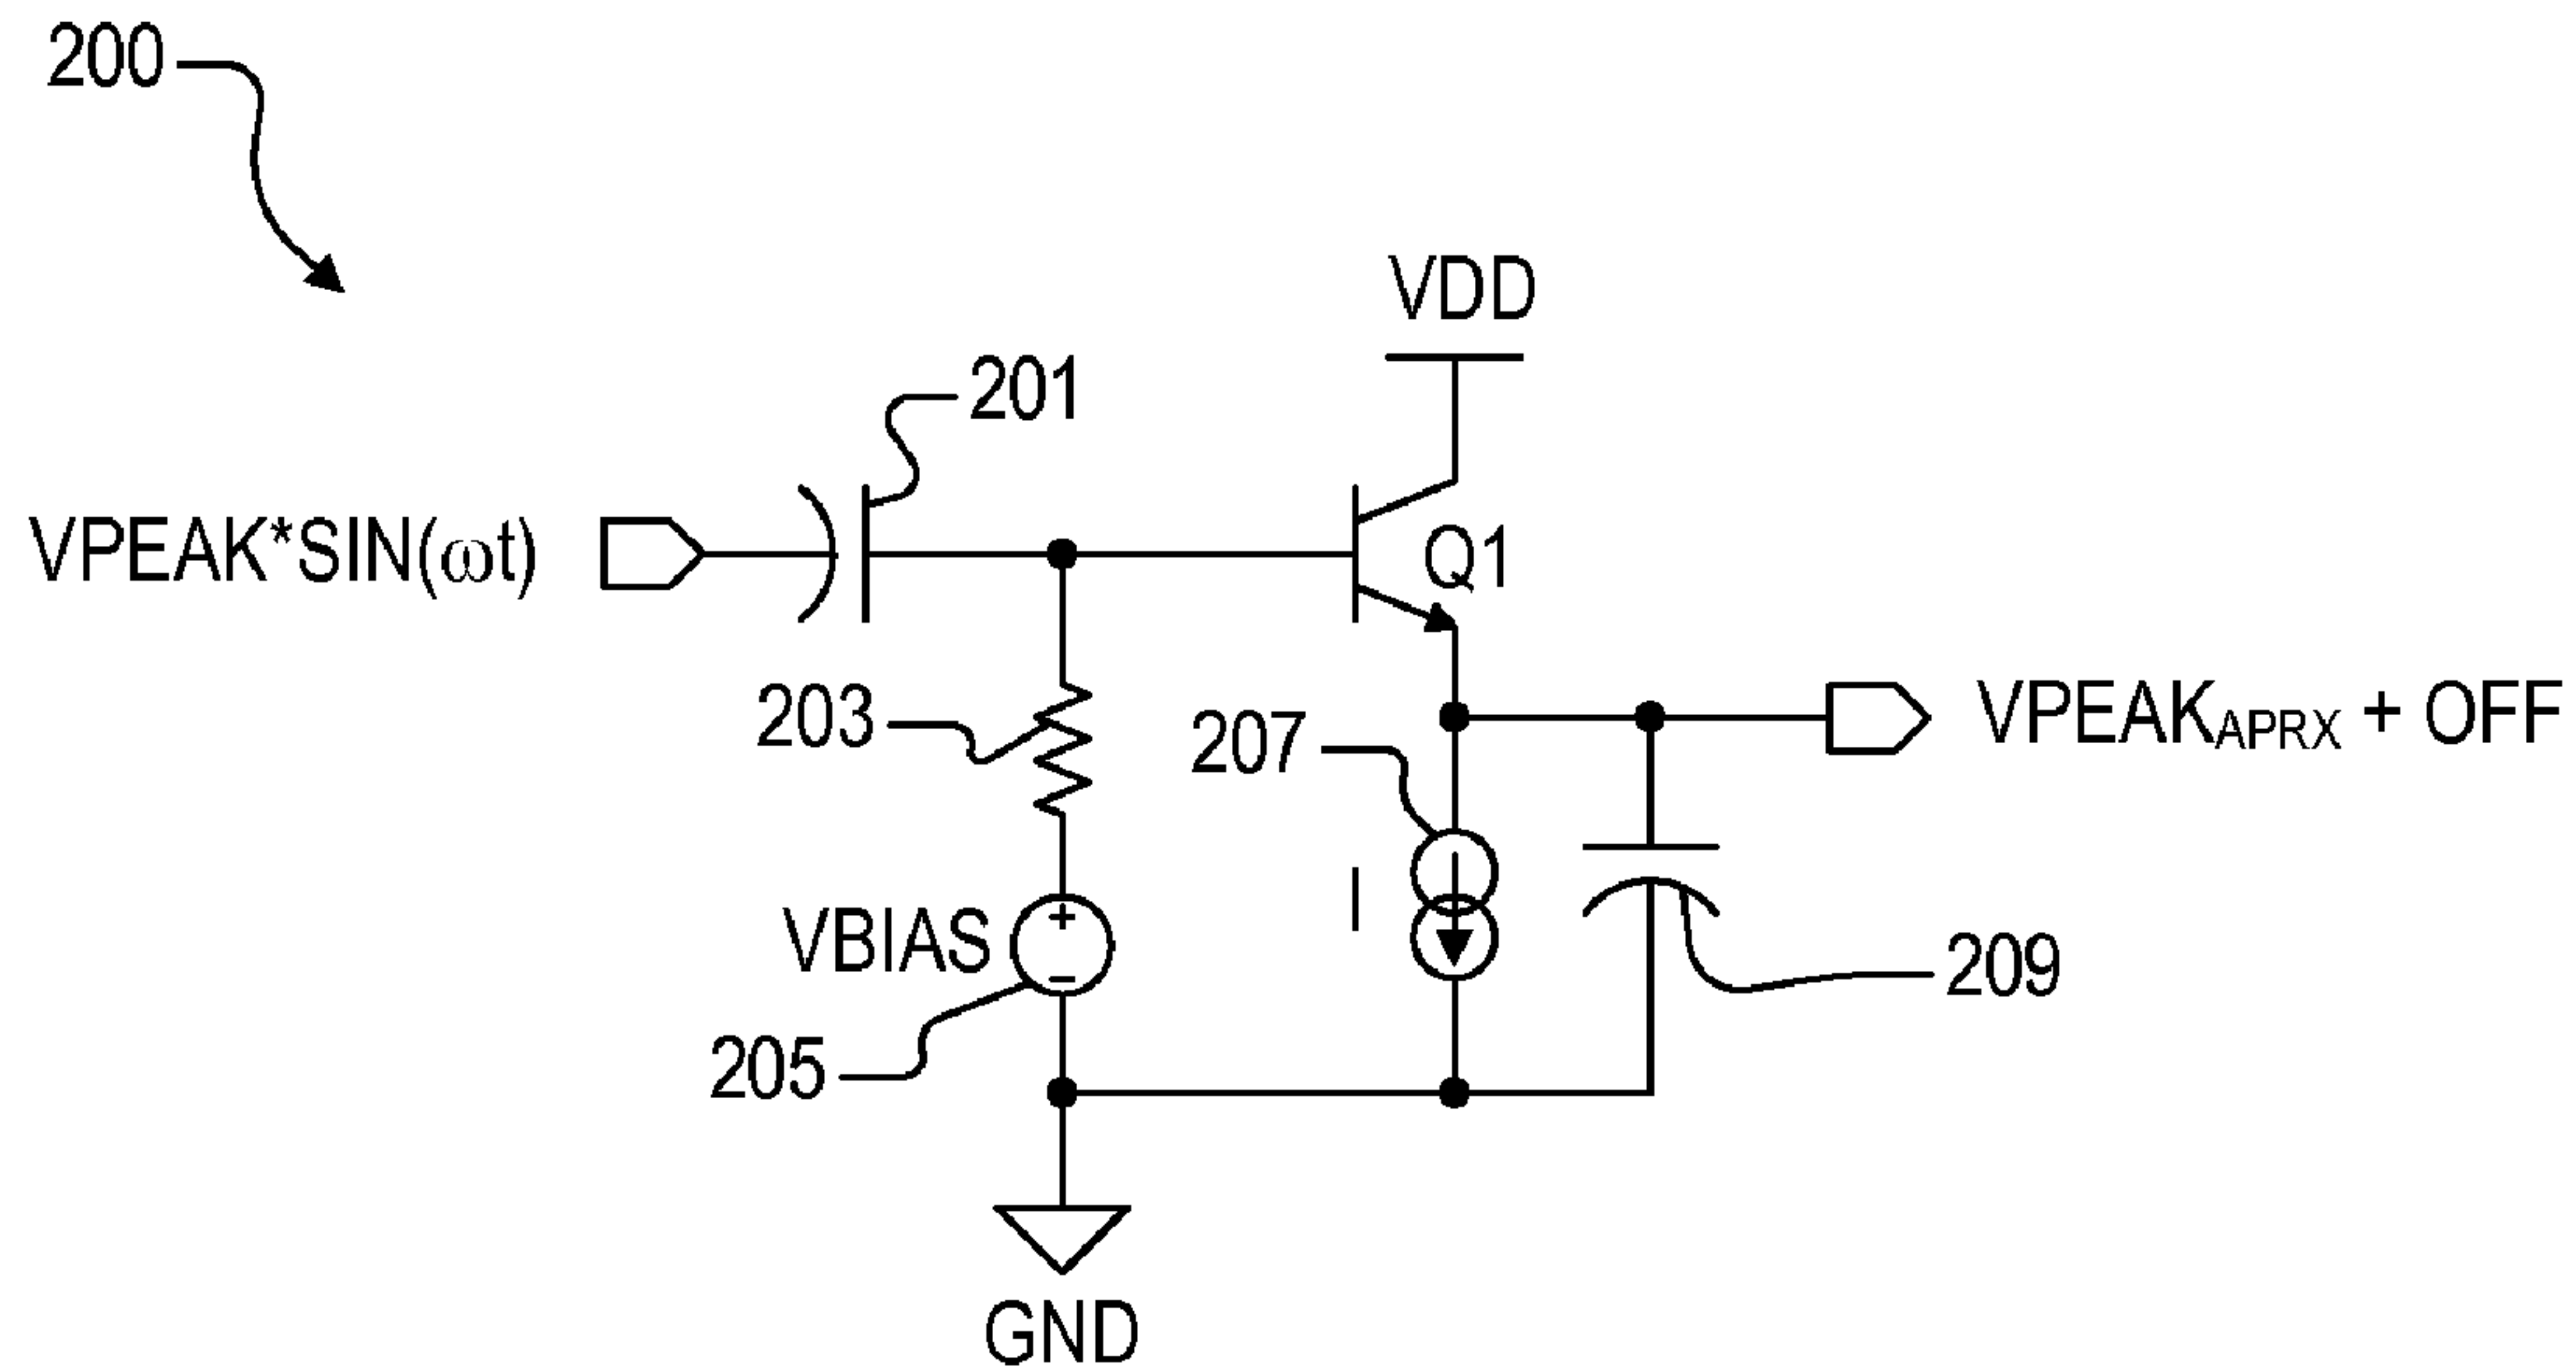 200
VDD
201
VPEAK*SIN(ωt)
Q1
203
207
VPEAKAPRX + OFF
+
I
VBIAS
−
209
205
GND